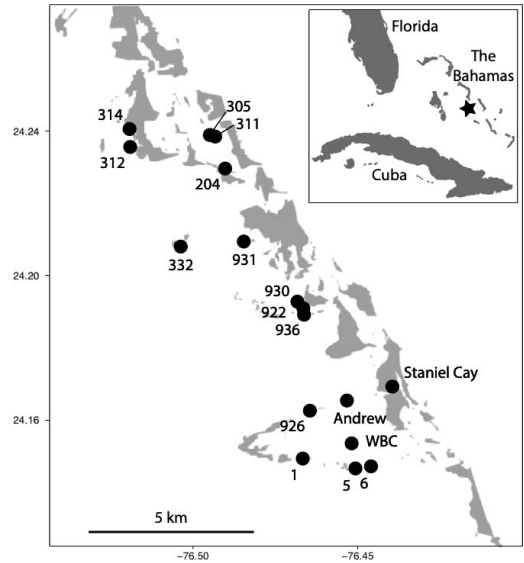 Florida
The
Bahamas
Cuba
24.24
24.20
24.16
314
312
305
311
204
332
931
930
922
936
Staniel Cay
Andrew
926
WBC
1
5
6
5 km
−76.50
−76.45